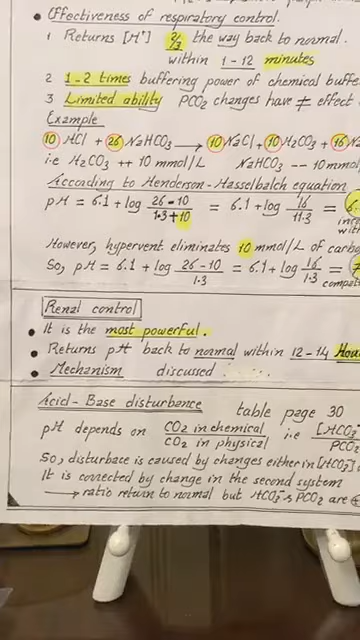 • Effectiveness of respiratory control.
1 Returns [H⁺] 2/3 the way back to normal.
within 1-12 minutes
2 1-2 times buffering power of chemical buffe
3 Limited ability PCO2 changes have ≠ effect
Example
10 HCl + 26 NaHCO3 → 10 NaCl + 10 H2CO3 + 16 Na
i.e H2CO3 ++ 10 mmol/L NaHCO3 -- 10 mmol
According to Henderson-Hasselbalch equation
pH = 6.1 + log 26-10 / 1.3+10 = 6.1 + log 16 / 11.3 = 6.
However, hypervent eliminates 10 mmol/L of carbo
So, pH = 6.1 + log 26-10 / 1.3 = 6.1 + log 16 / 1.3 = 7
compat
Renal control
• It is the most powerful.
• Returns pH back to normal within 12-14 Hou
• Mechanism discussed
Acid-Base disturbance table page 30
pH depends on CO2 in chemical / CO2 in physical i.e [HCO3⁻ / PCO2
So, disturbace is caused by changes either in [HCO3]
It is corrected by change in the second system
→ ratio return to normal but HCO3⁻ & PCO2 are